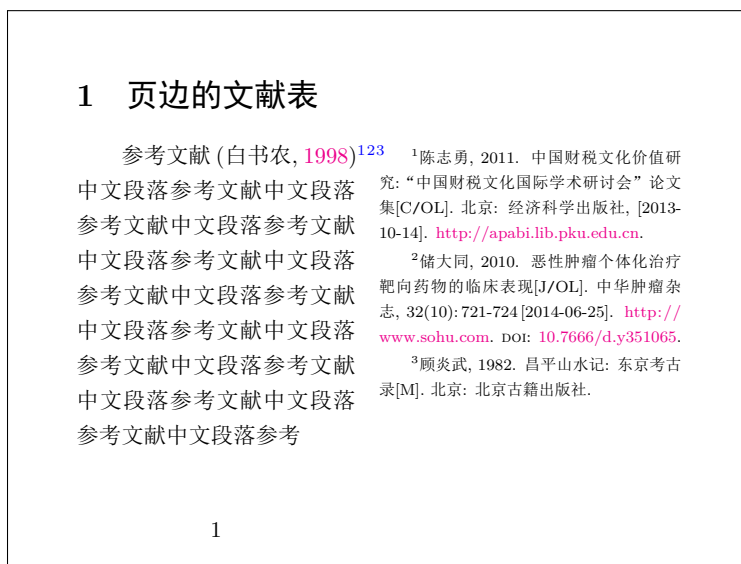 1 页边的文献表
参考文献 (白书农, 1998)¹²³
中文段落参考文献中文段落
参考文献中文段落参考文献
中文段落参考文献中文段落
参考文献中文段落参考文献
中文段落参考文献中文段落
参考文献中文段落参考文献
中文段落参考文献中文段落
参考文献中文段落参考
¹陈志勇, 2011. 中国财税文化价值研
究: “中国财税文化国际学术研讨会” 论文
集[C/OL]. 北京: 经济科学出版社, [2013-
10-14]. http://apabi.lib.pku.edu.cn.
²储大同, 2010. 恶性肿瘤个体化治疗
靶向药物的临床表现[J/OL]. 中华肿瘤杂
志, 32(10): 721-724 [2014-06-25]. http://
www.sohu.com. DOI: 10.7666/d.y351065.
³顾炎武, 1982. 昌平山水记: 东京考古
录[M]. 北京: 北京古籍出版社.
1